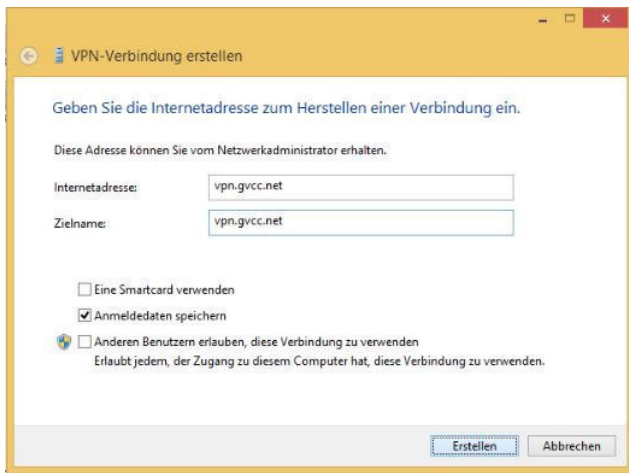 VPN-Verbindung erstellen
Geben Sie die Internetadresse zum Herstellen einer Verbindung ein.
Diese Adresse können Sie vom Netzwerkadministrator erhalten.
Internetadresse: vpn.gvcc.net
Zielname: vpn.gvcc.net
Eine Smartcard verwenden
Anmeldedaten speichern
Anderen Benutzern erlauben, diese Verbindung zu verwenden
Erlaubt jedem, der Zugang zu diesem Computer hat, diese Verbindung zu verwenden.
Erstellen Abbrechen